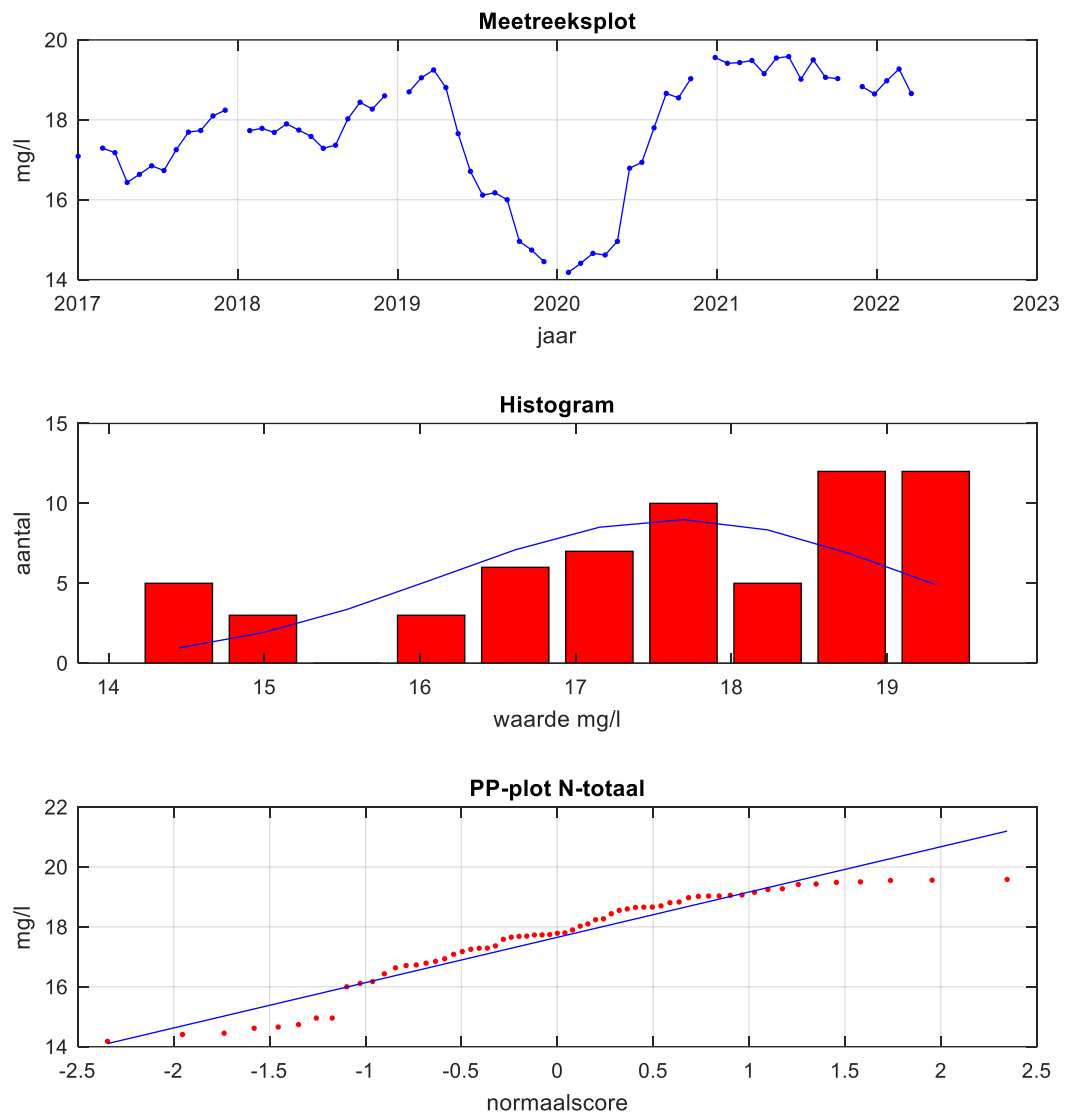 Meetreeksplot
20
18
16
14
mg/l
2017 2018 2019 2020 2021 2022 2023
jaar
Histogram
15
10
5
0
aantal
14 15 16 17 18 19
waarde mg/l
PP-plot N-totaal
22
20
18
16
14
mg/l
-2.5 -2 -1.5 -1 -0.5 0 0.5 1 1.5 2 2.5
normaalscore